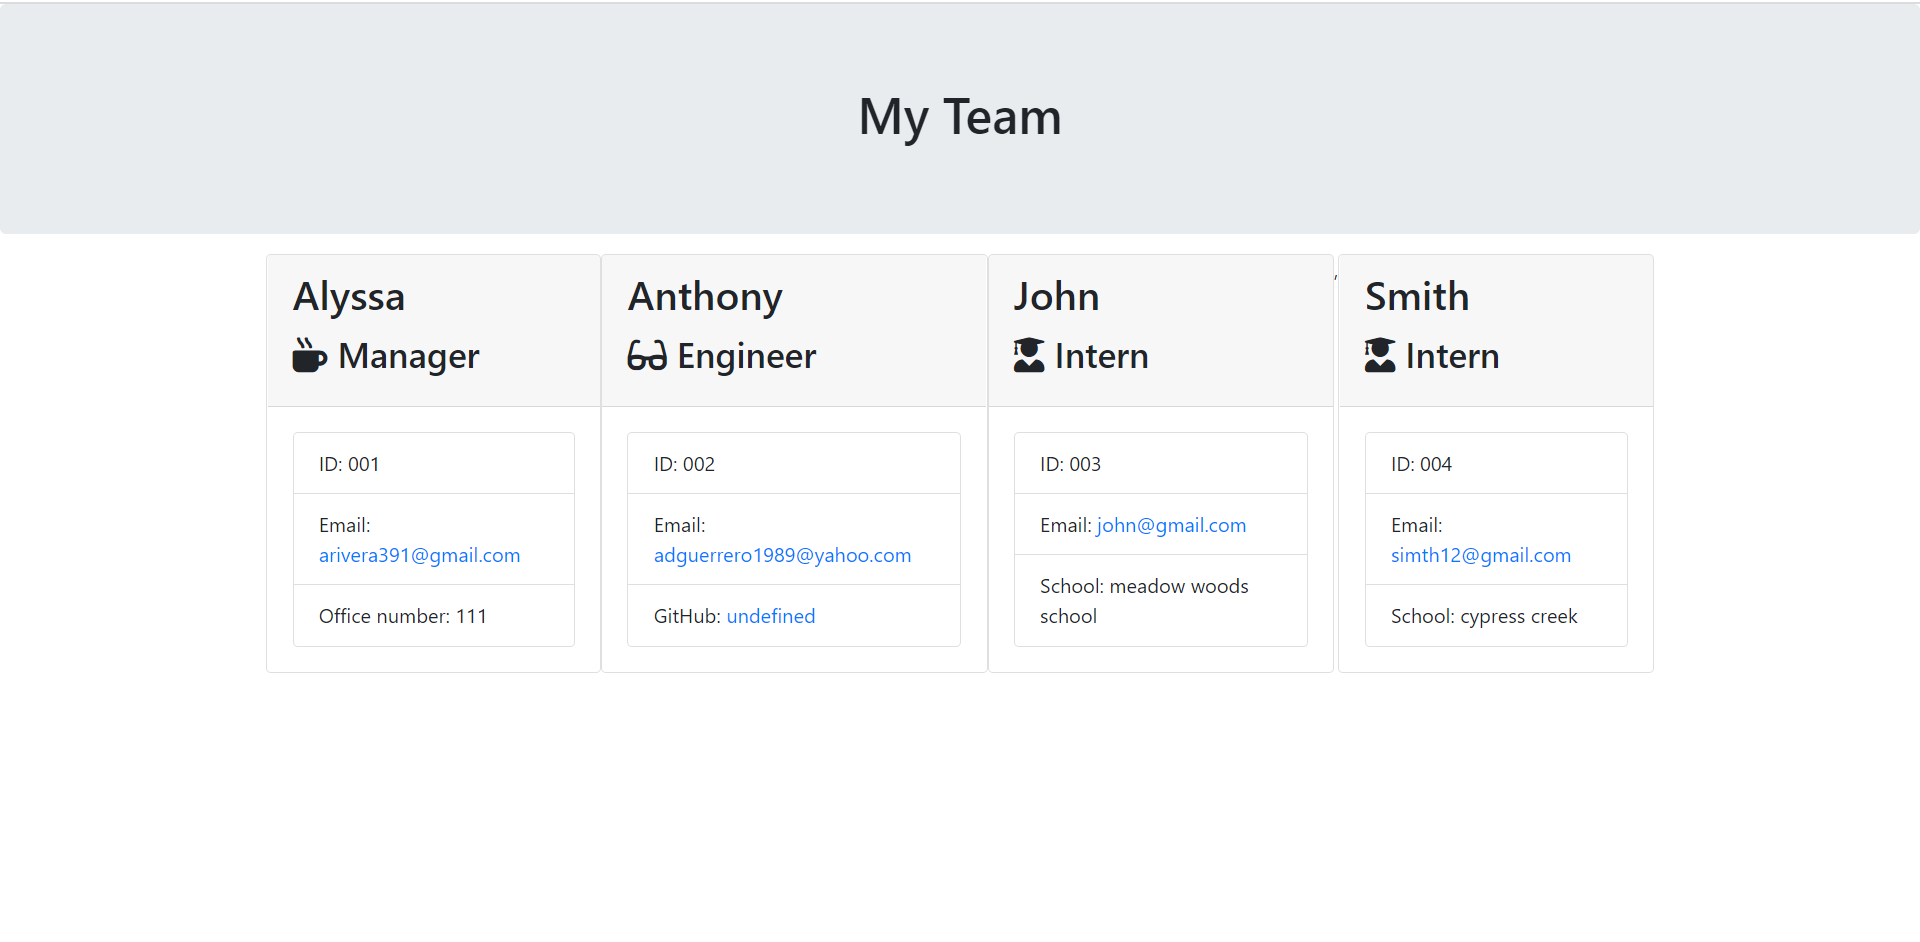 My Team
Alyssa
Manager
ID: 001
Email:
arivera391@gmail.com
Office number: 111
Anthony
Engineer
ID: 002
Email:
adguerrero1989@yahoo.com
GitHub: undefined
John
Intern
ID: 003
Email: john@gmail.com
School: meadow woods
school
,
Smith
Intern
ID: 004
Email:
simth12@gmail.com
School: cypress creek